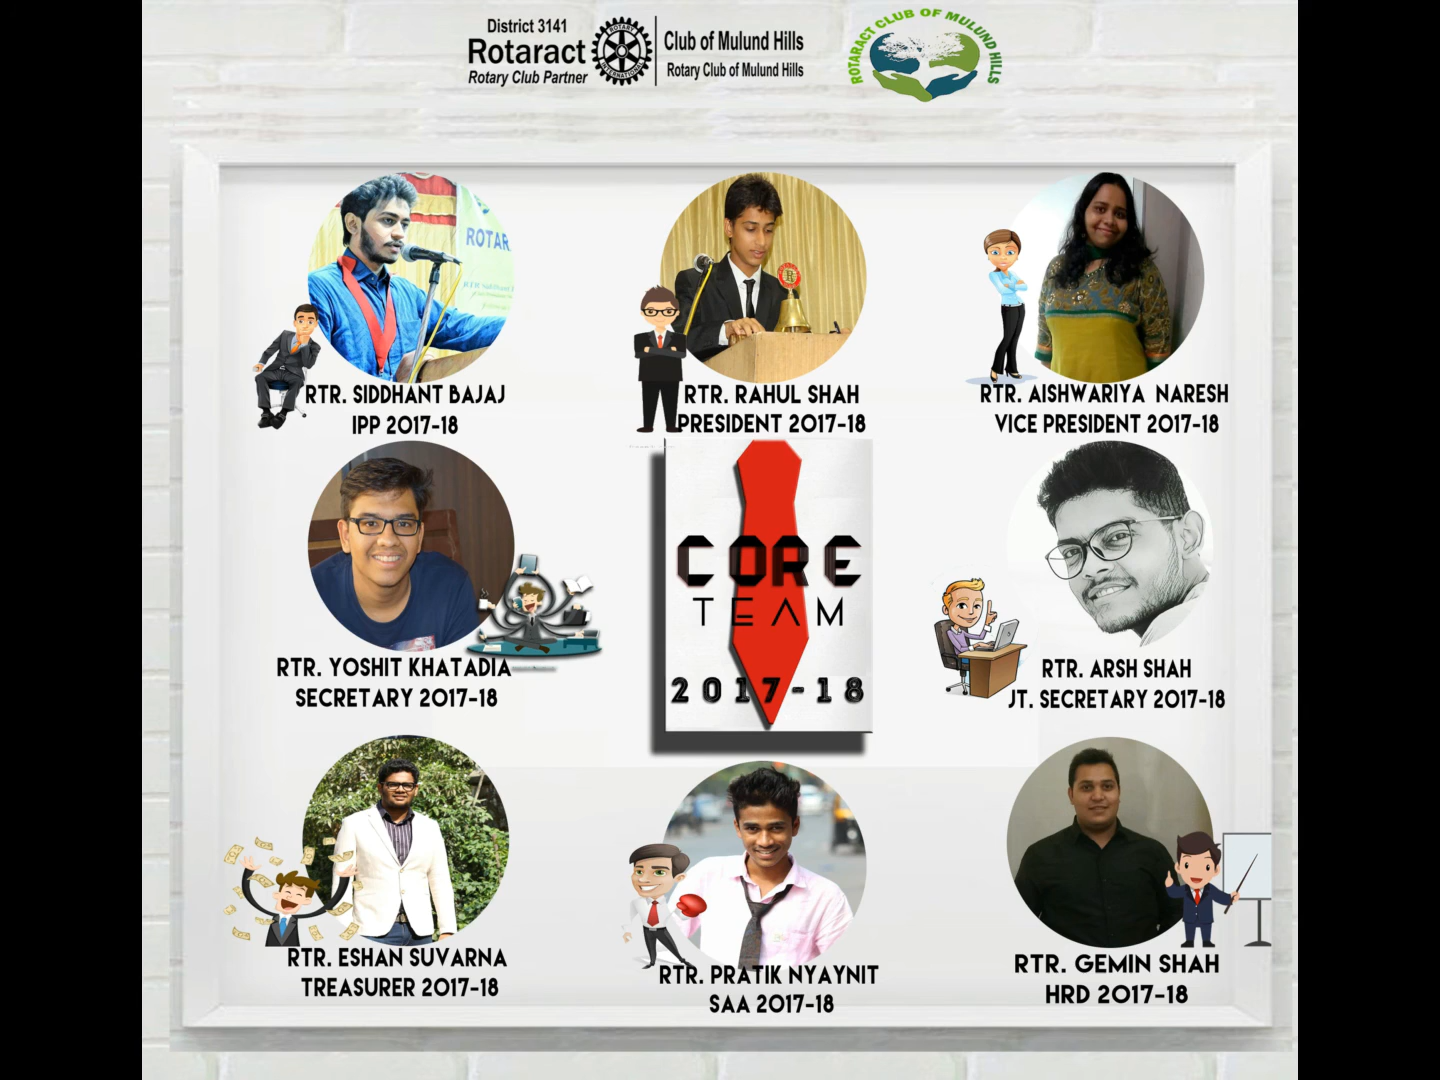 District 3141
Rotaract
Rotary Club Partner
ROTARY
INTERNATIONAL
Club of Mulund Hills
Rotary Club of Mulund Hills
ROTARACT CLUB OF MULUND HILLS
ROTAR
RTR. SIDDHANT BAJAJ
IPP 2017-18
RTR. RAHUL SHAH
PRESIDENT 2017-18
RTR. AISHWARIYA NARESH
VICE PRESIDENT 2017-18
RTR. YOSHIT KHATADIA
SECRETARY 2017-18
CORE
TEAM
2017-18
RTR. ARSH SHAH
JT. SECRETARY 2017-18
RTR. ESHAN SUVARNA
TREASURER 2017-18
RTR. PRATIK NYAYNIT
SAA 2017-18
RTR. GEMIN SHAH
HRD 2017-18